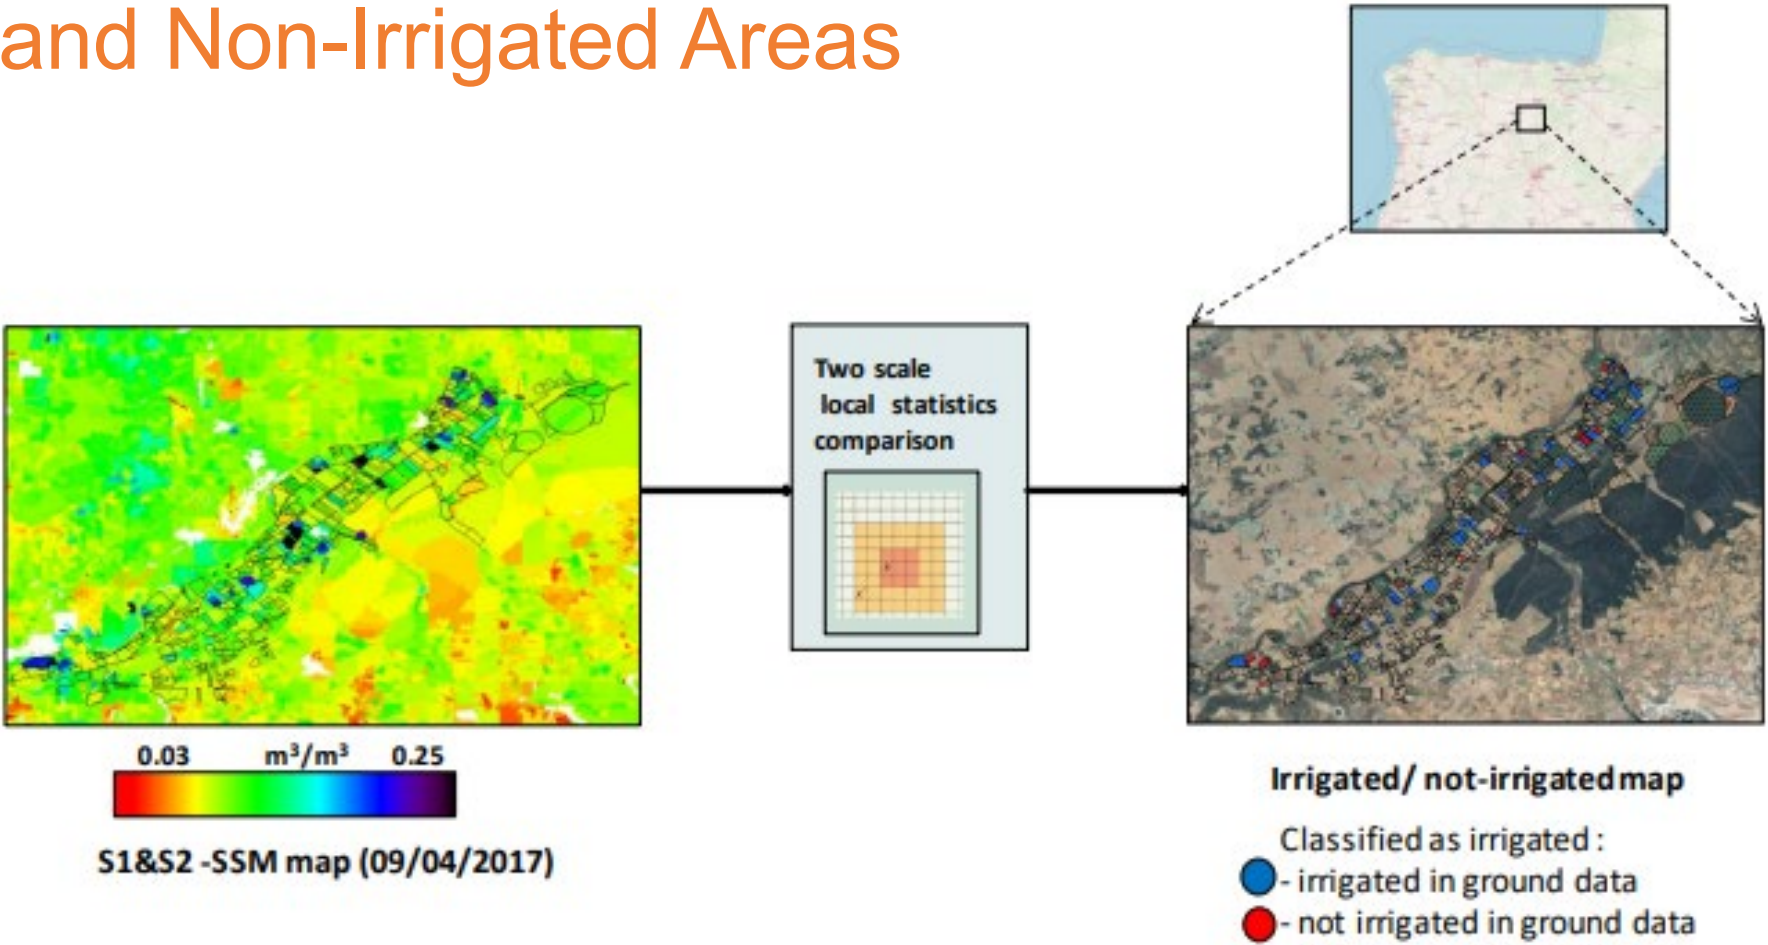 and Non-Irrigated Areas
Two scale
local statistics
comparison
0.03 m³/m³ 0.25
S1&S2 -SSM map (09/04/2017)
Irrigated/ not-irrigated map
Classified as irrigated :
- irrigated in ground data
- not irrigated in ground data